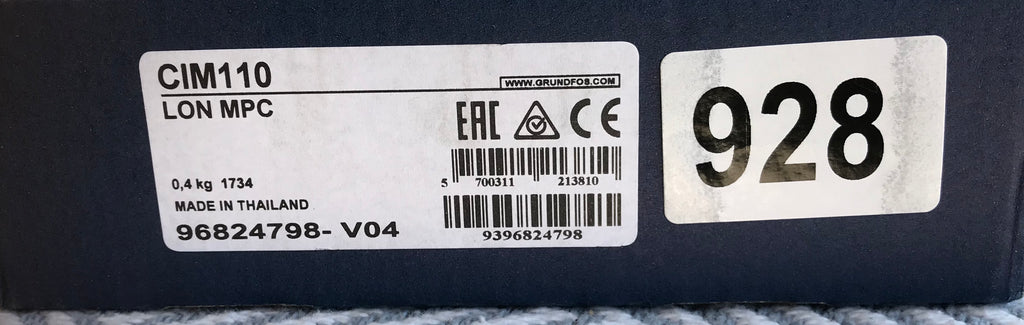 CIM110
WWW.GRUNDFOS.COM
LON MPC
EAC CE
5 700311 213810
0,4 kg 1734
MADE IN THAILAND
96824798- V04
9396824798
928